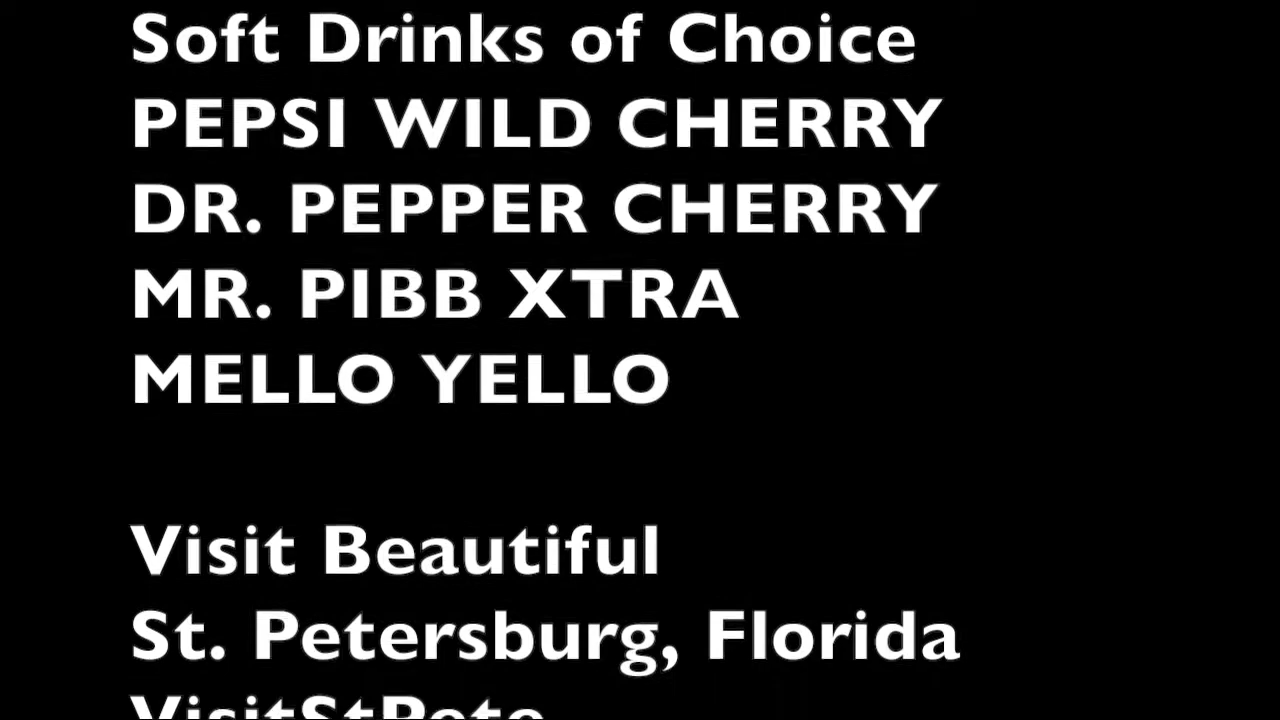 Soft Drinks of Choice
PEPSI WILD CHERRY
DR. PEPPER CHERRY
MR. PIBB XTRA
MELLO YELLO
Visit Beautiful
St. Petersburg, Florida
VisitStPete